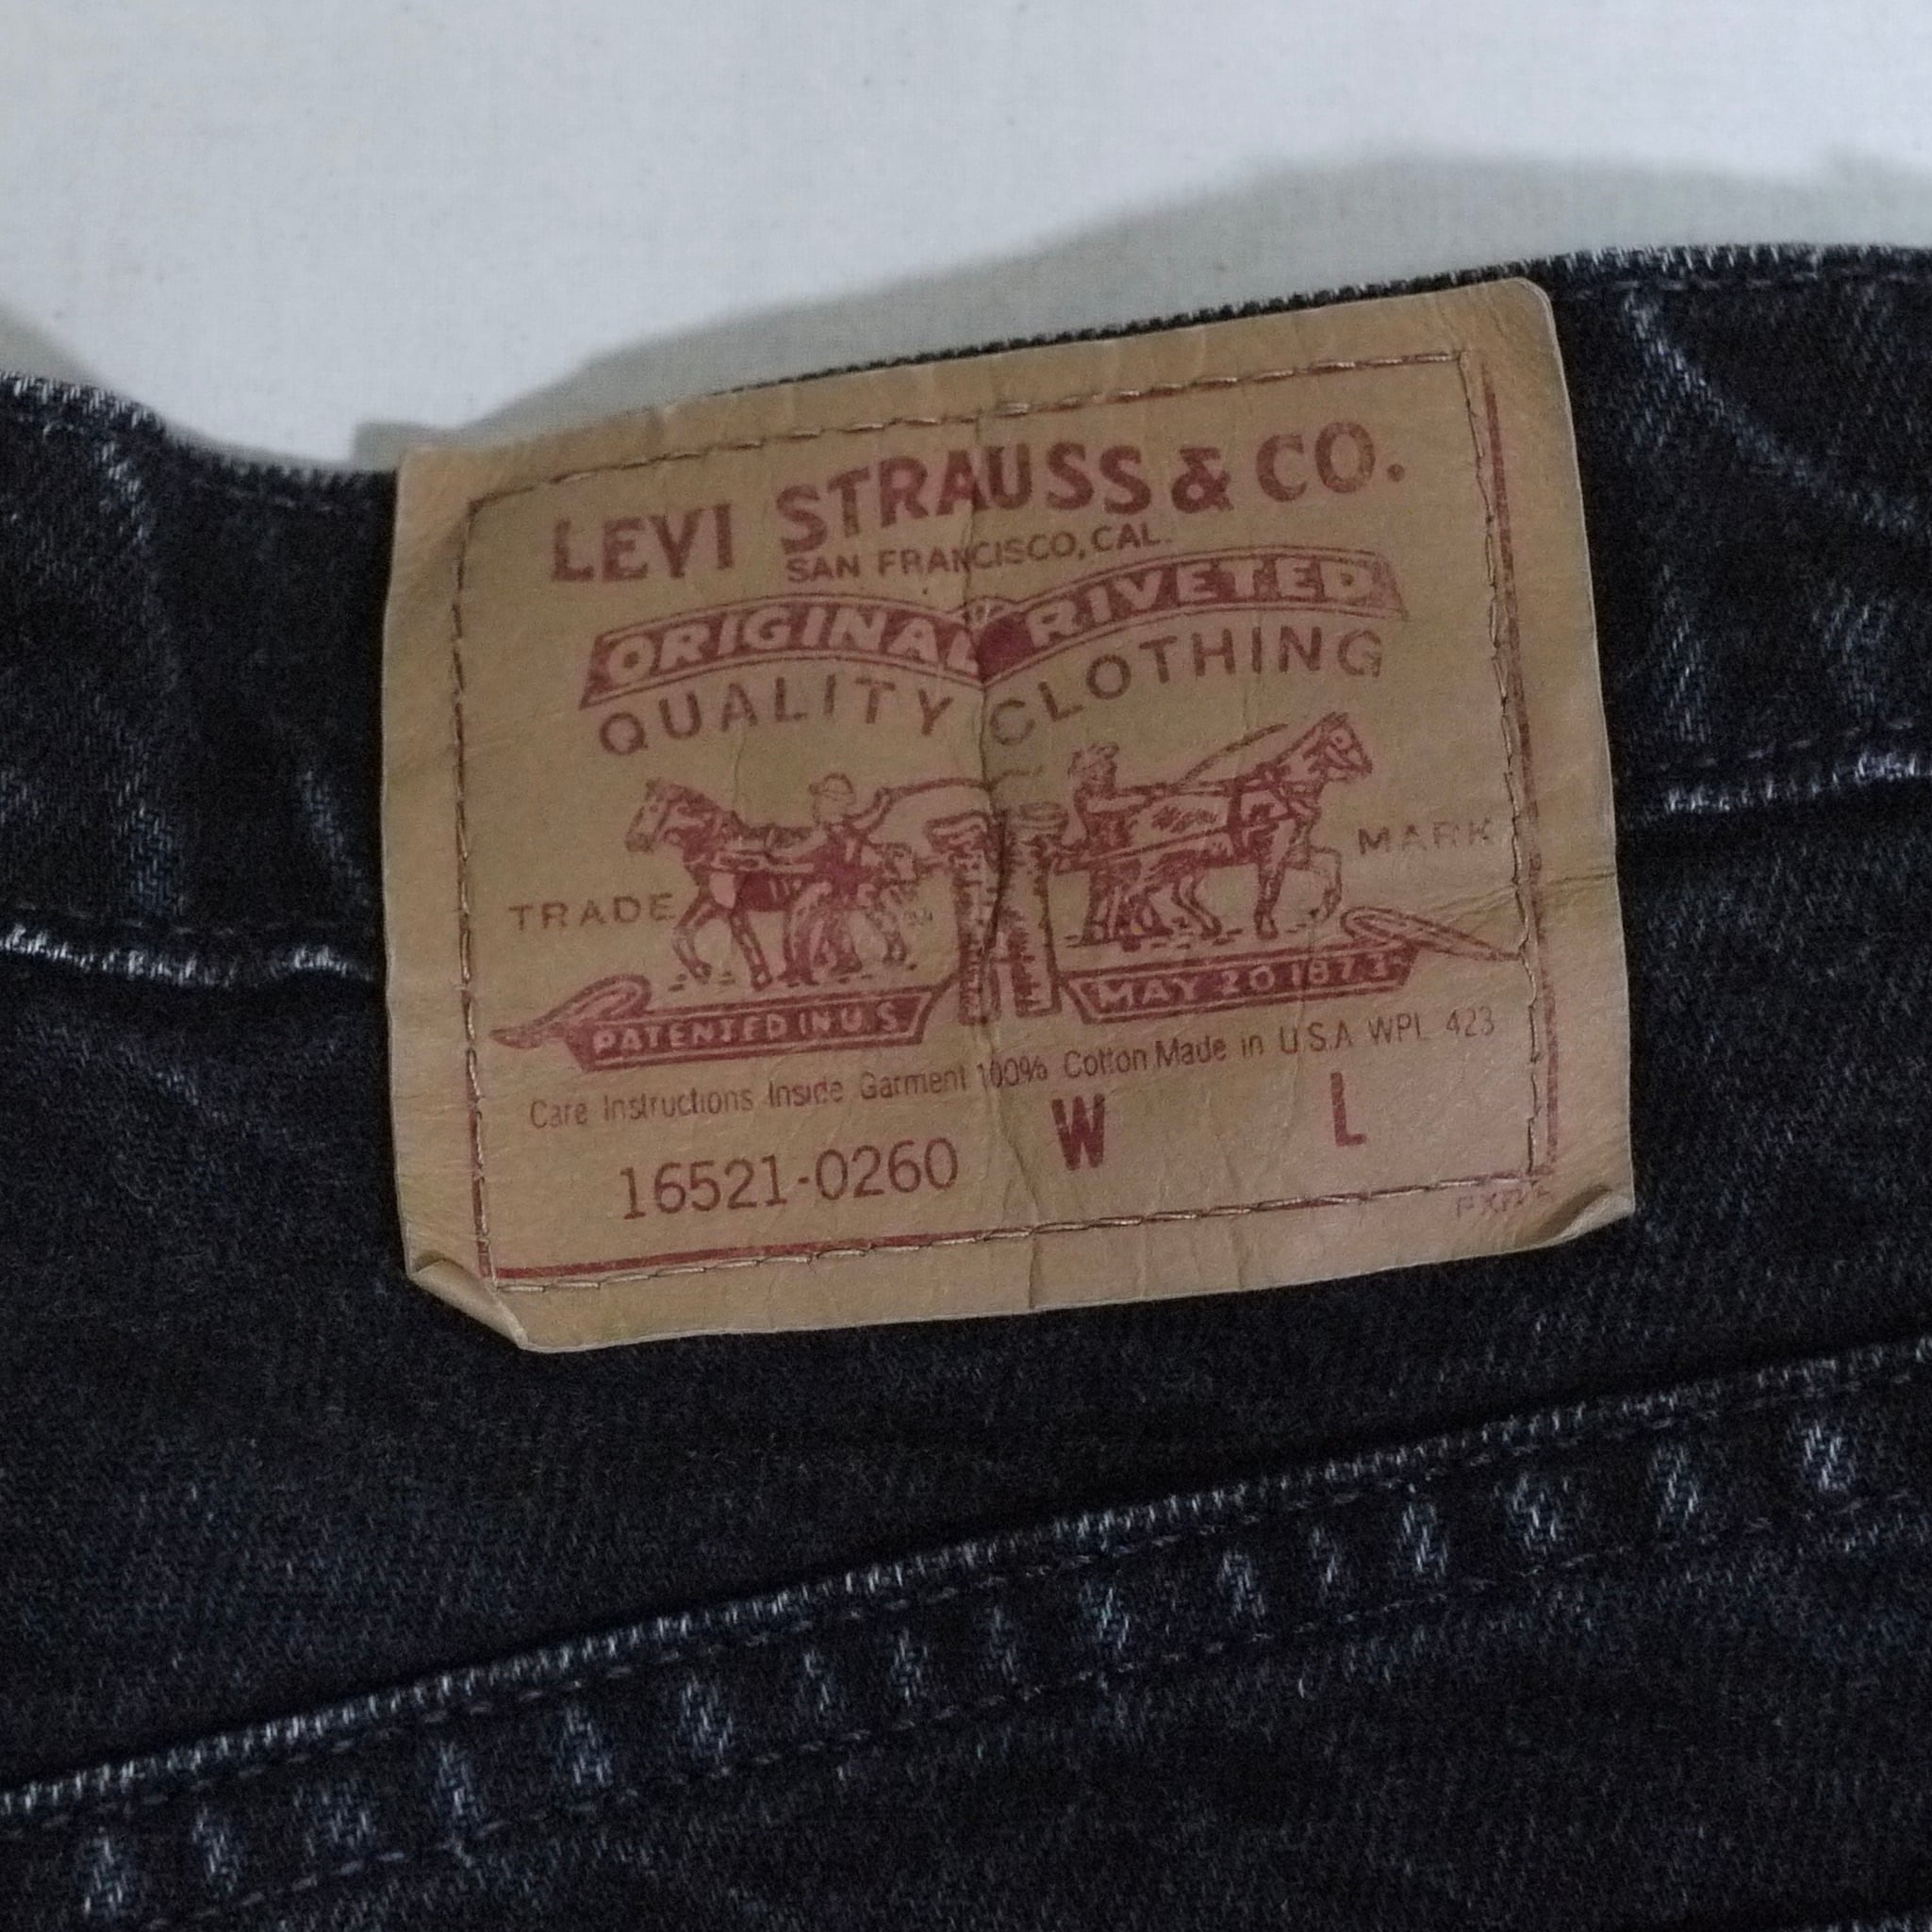 LEVI STRAUSS & CO.
SAN FRANCISCO, CAL.
ORIGINAL RIVETED
QUALITY CLOTHING
TRADE MARK
PATENTED IN U.S. MAY 20 1873
Care Instructions Inside Garment 100% Cotton Made in U.S.A WPL 423
16521-0260 W L